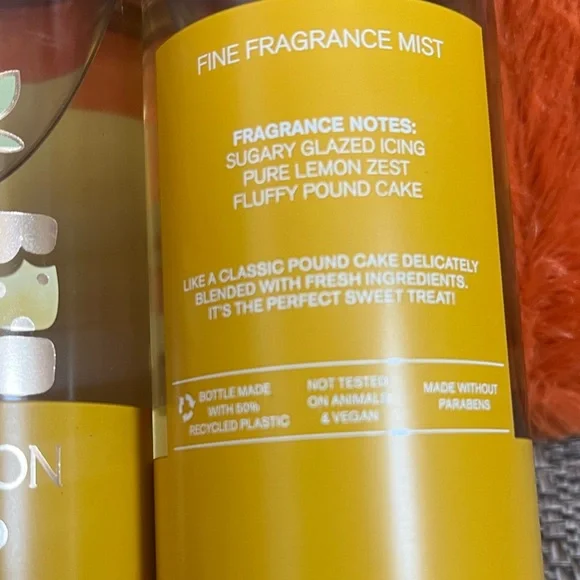 FINE FRAGRANCE MIST
FRAGRANCE NOTES:
SUGARY GLAZED ICING
PURE LEMON ZEST
FLUFFY POUND CAKE
LIKE A CLASSIC POUND CAKE DELICATELY
BLENDED WITH FRESH INGREDIENTS.
IT'S THE PERFECT SWEET TREAT!
BOTTLE MADE
WITH 50%
RECYCLED PLASTIC
NOT TESTED
ON ANIMALS
& VEGAN
MADE WITHOUT
PARABENS
ON